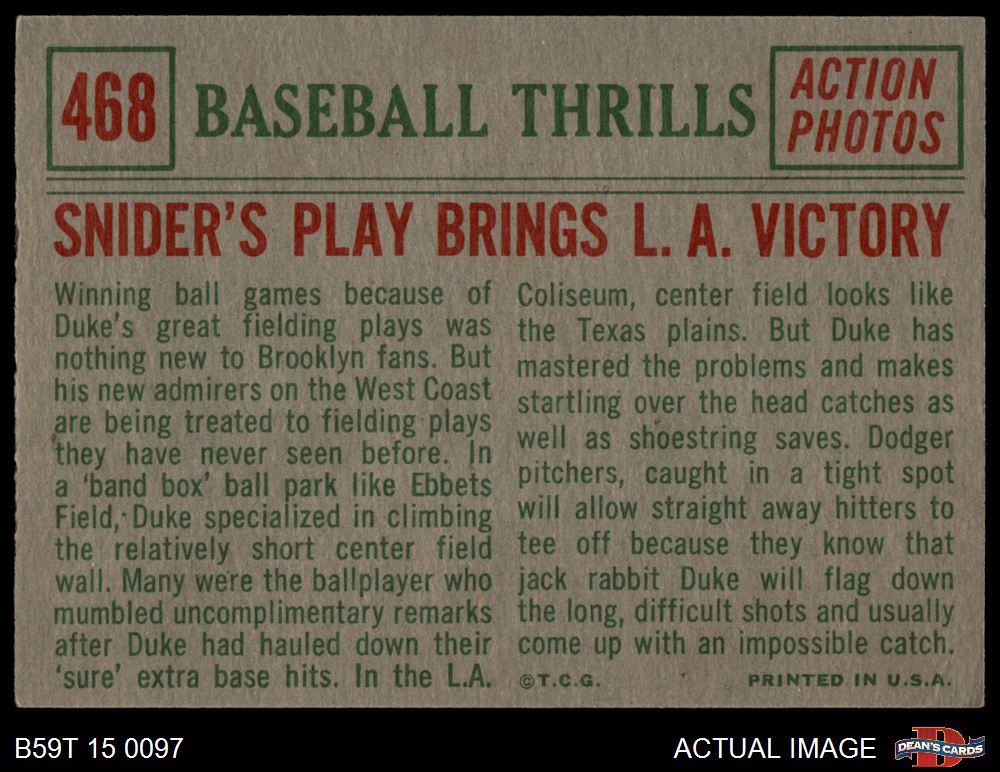 468
BASEBALL THRILLS
ACTION
PHOTOS
SNIDER'S PLAY BRINGS L. A. VICTORY
Winning ball games because of
Duke's great fielding plays was
nothing new to Brooklyn fans. But
his new admirers on the West Coast
are being treated to fielding plays
they have never seen before. In
a 'band box' ball park like Ebbets
Field, Duke specialized in climbing
the relatively short center field
wall. Many were the ballplayer who
mumbled uncomplimentary remarks
after Duke had hauled down their
'sure' extra base hits. In the L.A.
Coliseum, center field looks like
the Texas plains. But Duke has
mastered the problems and makes
startling over the head catches as
well as shoestring saves. Dodger
pitchers, caught in a tight spot
will allow straight away hitters to
tee off because they know that
jack rabbit Duke will flag down
the long, difficult shots and usually
come up with an impossible catch.
©T.C.G. PRINTED IN U.S.A.
B59T 15 0097
ACTUAL IMAGE
D
DEAN'S CARDS